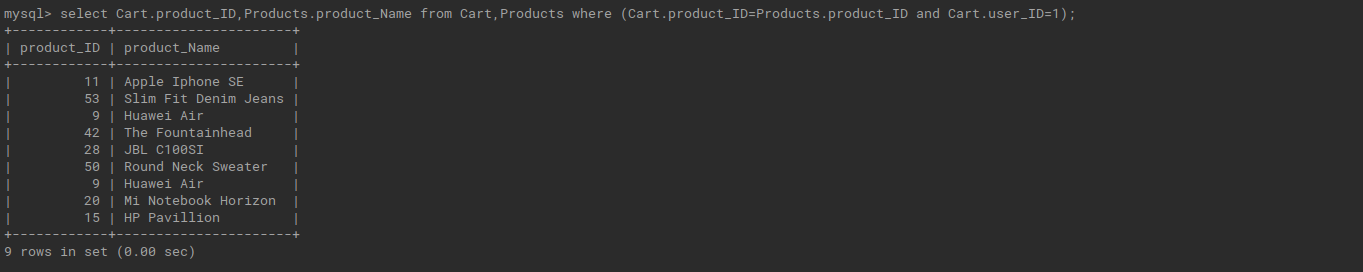 mysql> select Cart.product_ID,Products.product_Name from Cart,Products where (Cart.product_ID=Products.product_ID and Cart.user_ID=1);
+------------+----------------------+
| product_ID | product_Name         |
+------------+----------------------+
|         11 | Apple Iphone SE      |
|         53 | Slim Fit Denim Jeans |
|          9 | Huawei Air           |
|         42 | The Fountainhead     |
|         28 | JBL C100SI           |
|         50 | Round Neck Sweater   |
|          9 | Huawei Air           |
|         20 | Mi Notebook Horizon  |
|         15 | HP Pavillion         |
+------------+----------------------+
9 rows in set (0.00 sec)